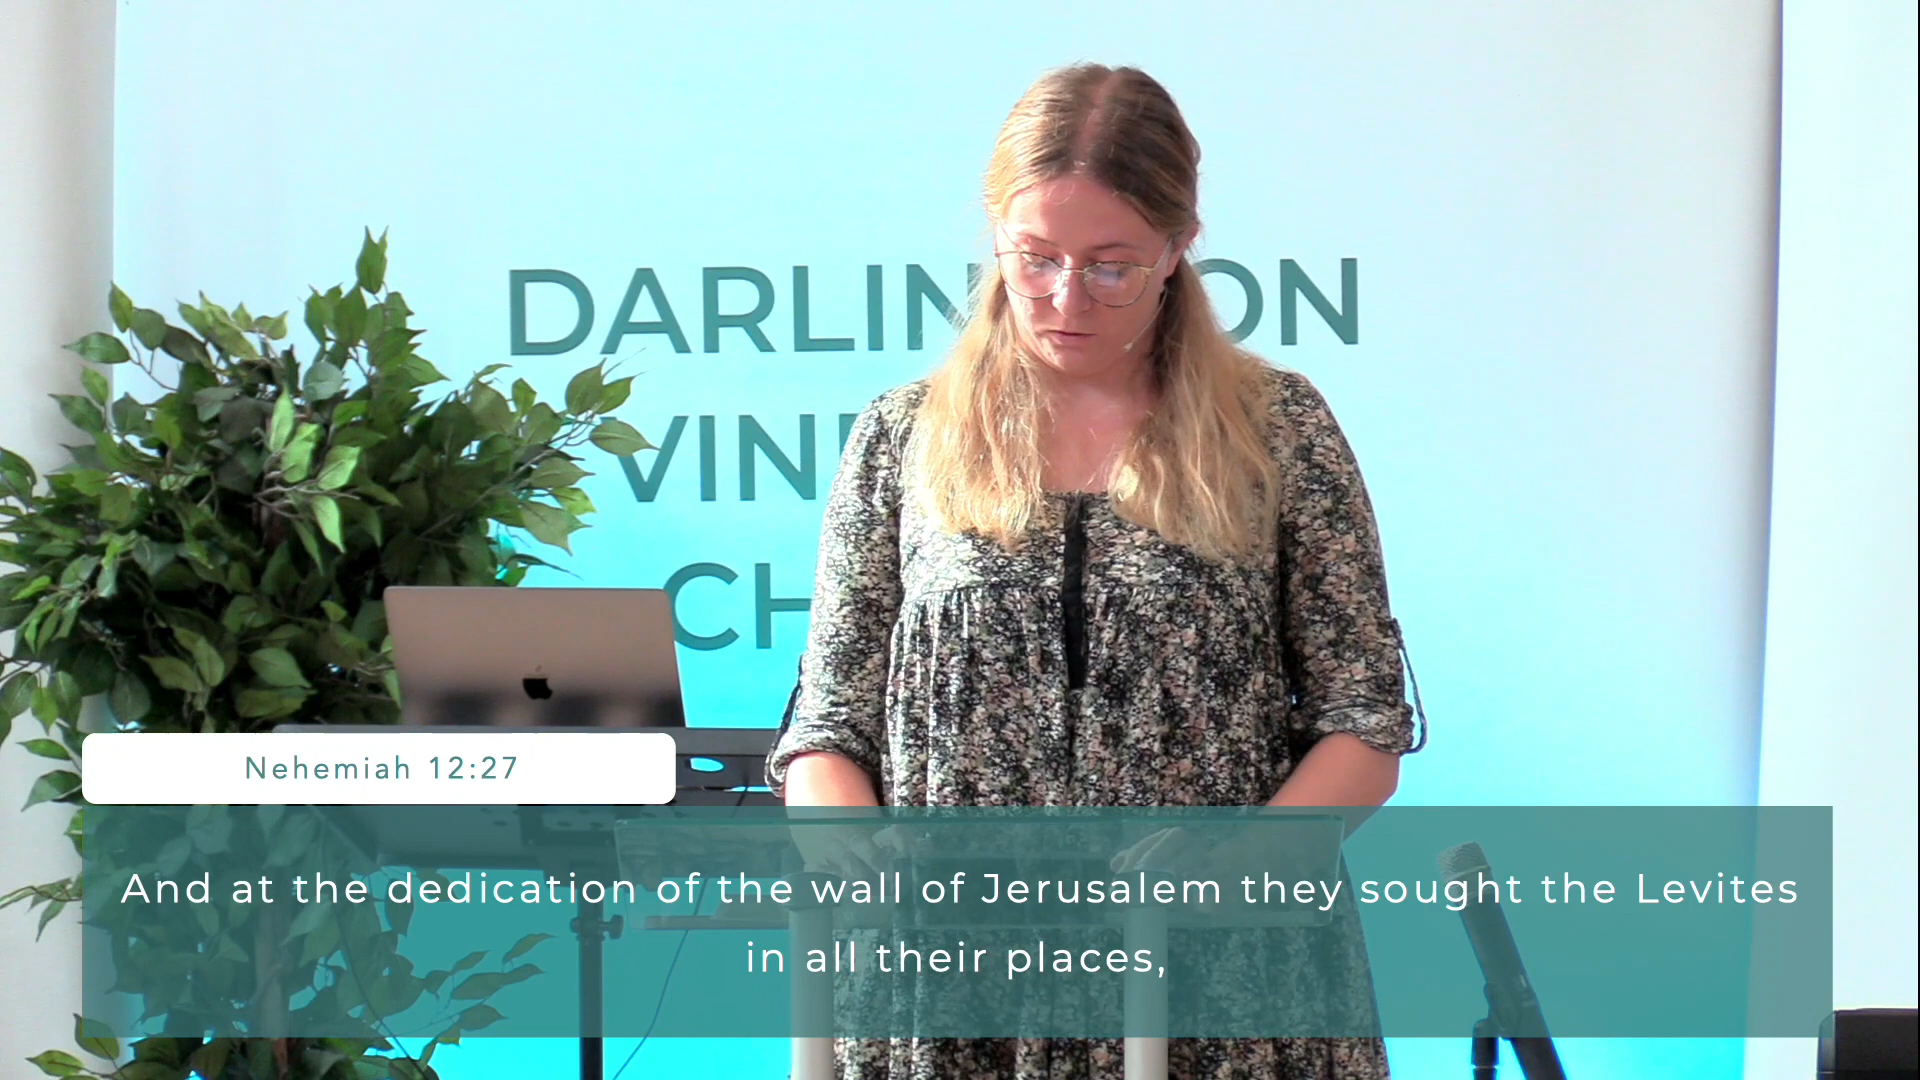 DARLIN ON
VIN
CH
Nehemiah 12:27
And at the dedication of the wall of Jerusalem they sought the Levites
in all their places,